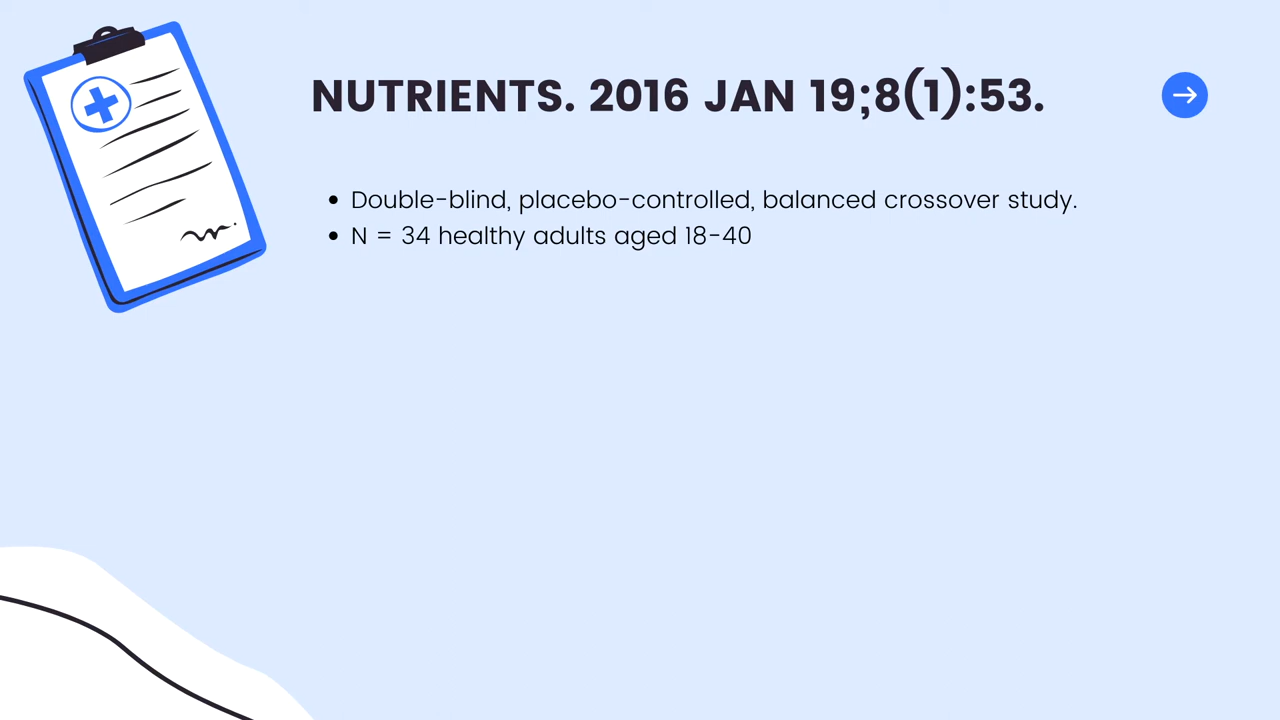 NUTRIENTS. 2016 JAN 19;8(1):53.
• Double-blind, placebo-controlled, balanced crossover study.
• N = 34 healthy adults aged 18-40